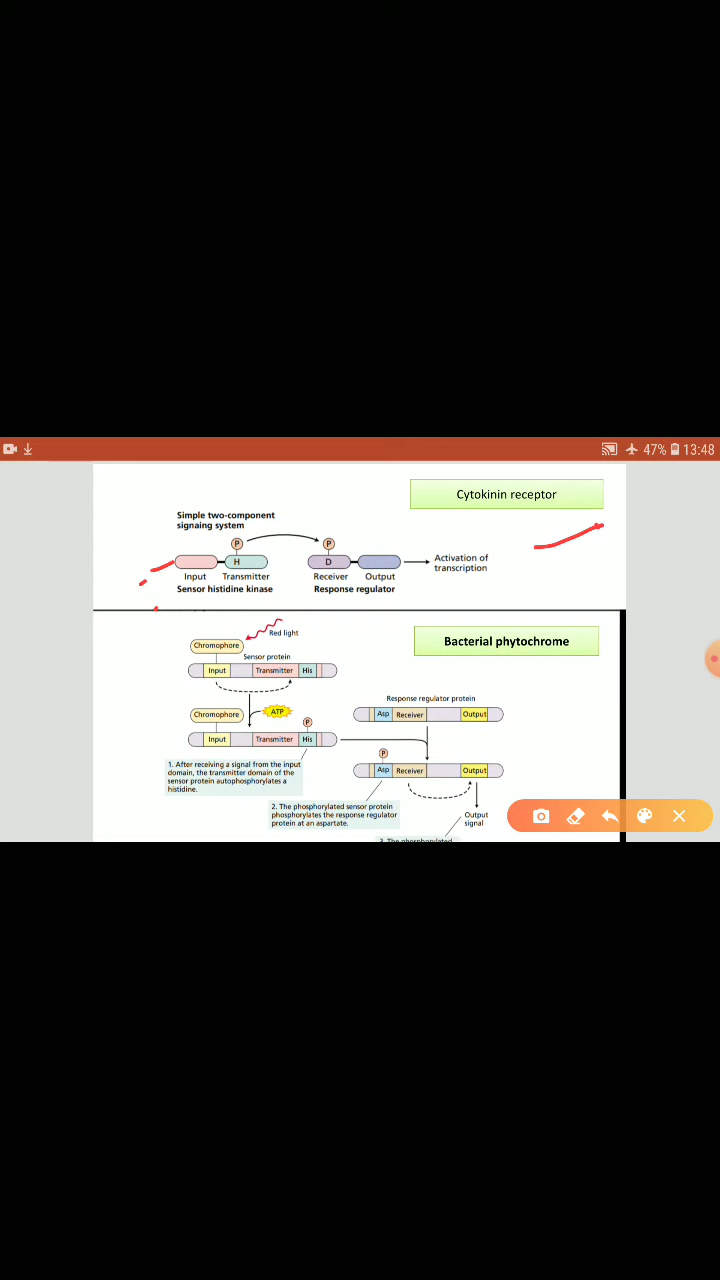 47% 13:48
Cytokinin receptor
Simple two-component
signaing system
P
P
H
D
Activation of
transcription
Input Transmitter
Receiver Output
Sensor histidine kinase
Response regulator
Bacterial phytochrome
Red light
Chromophore
Sensor protein
Input Transmitter His
Response regulator protein
ATP
Chromophore
P
Asp Receiver Output
Input Transmitter His
P
Asp Receiver Output
1. After receiving a signal from the input
domain, the transmitter domain of the
sensor protein autophosphorylates a
histidine.
2. The phosphorylated sensor protein
phosphorylates the response regulator
protein at an aspartate.
Output
signal
3. The phosphorylated